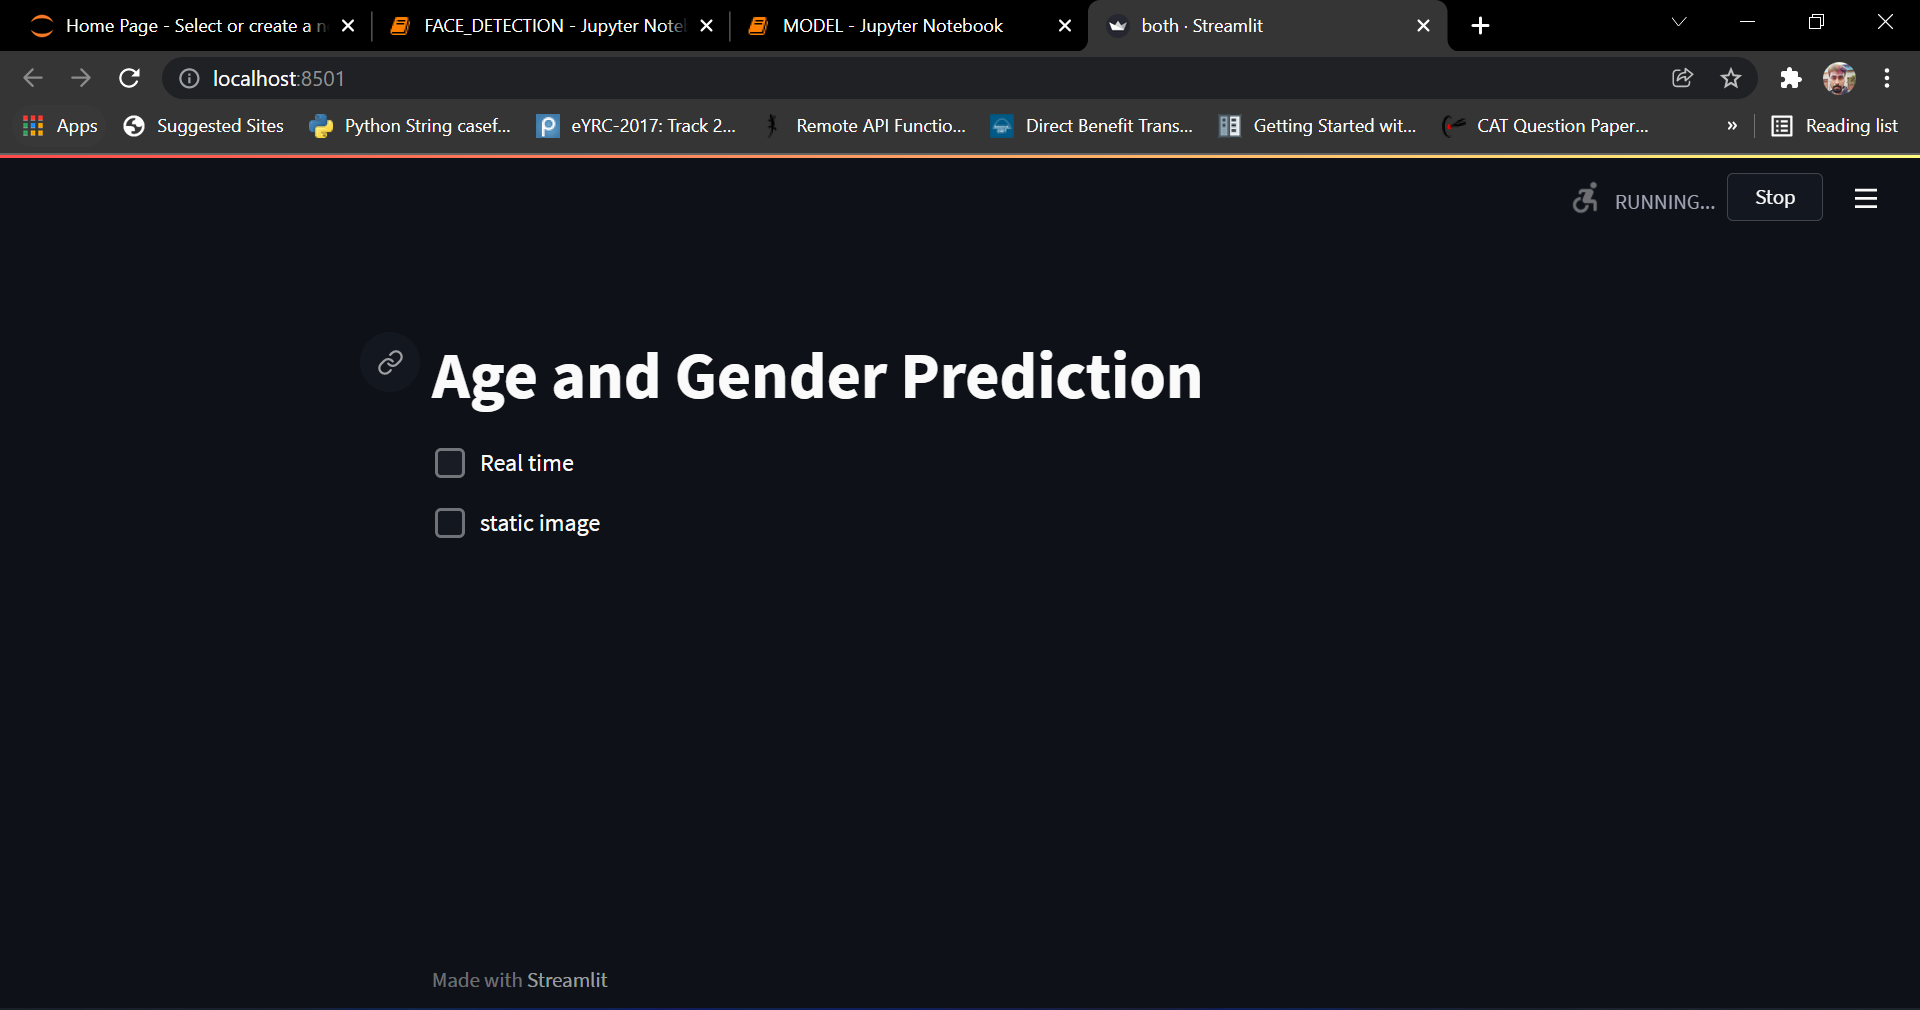 Home Page - Select or create a n
FACE_DETECTION - Jupyter Note
MODEL - Jupyter Notebook
both · Streamlit
localhost:8501
Apps
Suggested Sites
Python String casef...
eYRC-2017: Track 2...
Remote API Functio...
Direct Benefit Trans...
Getting Started wit...
CAT Question Paper...
»
Reading list
RUNNING...
Stop
Age and Gender Prediction
Real time
static image
Made with Streamlit